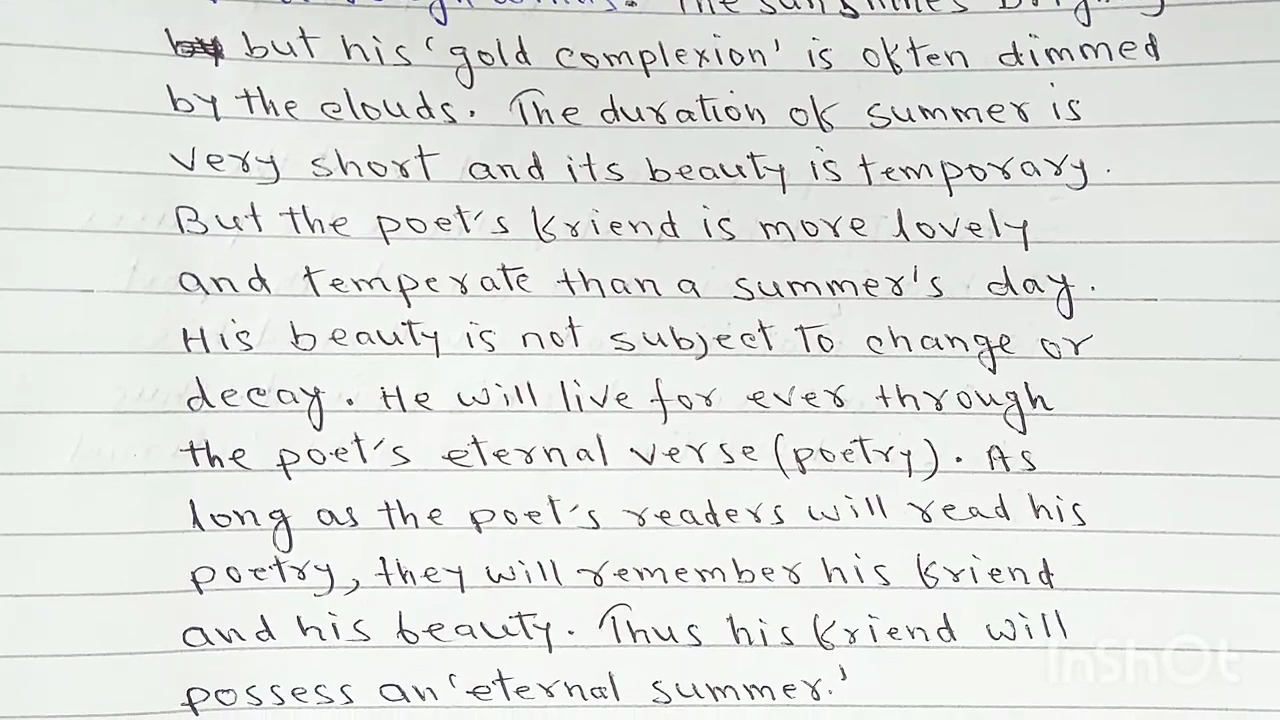 The sun shines
but his 'gold complexion' is often dimmed
by the clouds. The duration of summer is
very short and its beauty is temporary.
But the poet's friend is more lovely
and temperate than a summer's day.
His beauty is not subject to change or
decay. He will live for ever through
the poet's eternal verse (poetry). As
long as the poet's readers will read his
poetry, they will remember his friend
and his beauty. Thus his friend will
possess an 'eternal summer.'
InShOt